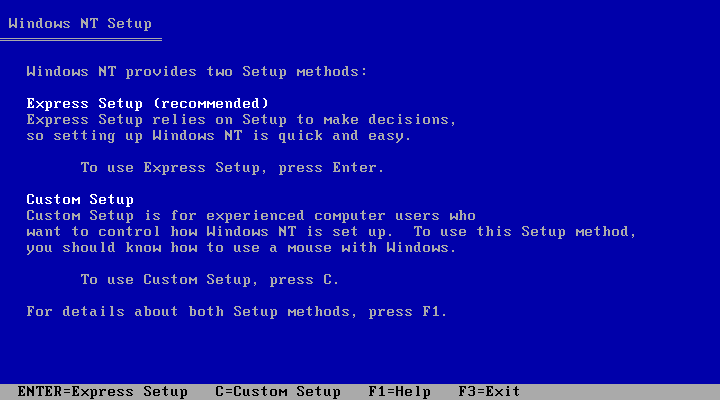 Windows NT Setup
Windows NT provides two Setup methods:
Express Setup (recommended)
Express Setup relies on Setup to make decisions,
so setting up Windows NT is quick and easy.
To use Express Setup, press Enter.
Custom Setup
Custom Setup is for experienced computer users who
want to control how Windows NT is set up.  To use this Setup method,
you should know how to use a mouse with Windows.
To use Custom Setup, press C.
For details about both Setup methods, press F1.
ENTER=Express Setup   C=Custom Setup   F1=Help   F3=Exit